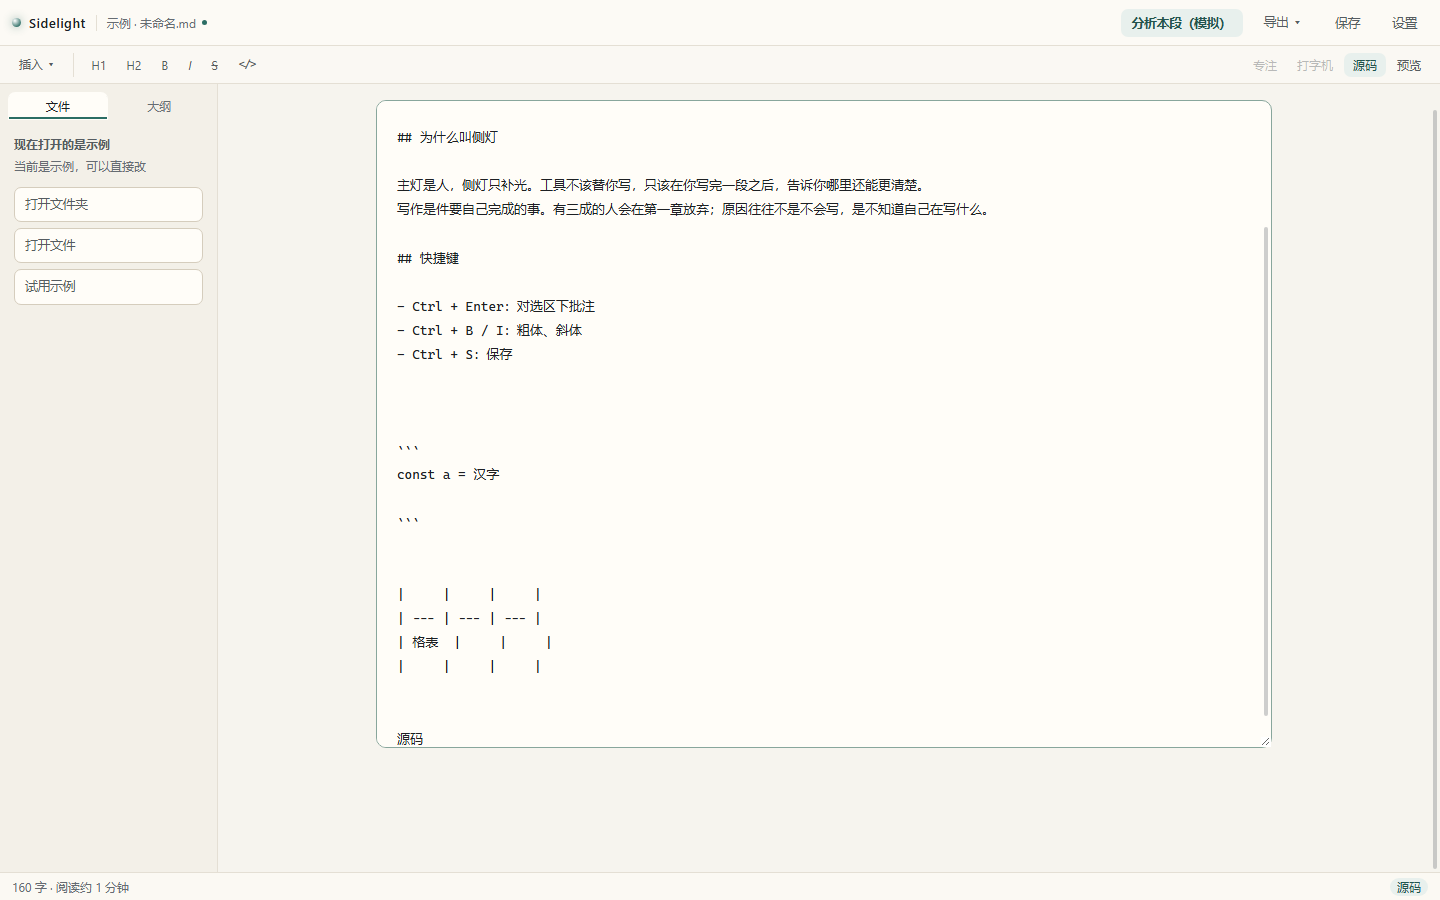 Sidelight 示例 · 未命名.md
分析本段（模拟） 导出 保存 设置
插入 H1 H2 B I S </> 专注 打字机 源码 预览
文件 大纲
现在打开的是示例
当前是示例，可以直接改
打开文件夹
打开文件
试用示例
## 为什么叫侧灯
主灯是人，侧灯只补光。工具不该替你写，只该在你写完一段之后，告诉你哪里还能更清楚。
写作是件要自己完成的事。有三成的人会在第一章放弃；原因往往不是不会写，是不知道自己在写什么。
## 快捷键
- Ctrl + Enter：对选区下批注
- Ctrl + B / I：粗体、斜体
- Ctrl + S：保存
```
const a = 汉字
```
|     |     |     |
| --- | --- | --- |
| 格表  |     |     |
|     |     |     |
源码
160 字 · 阅读约 1 分钟 源码